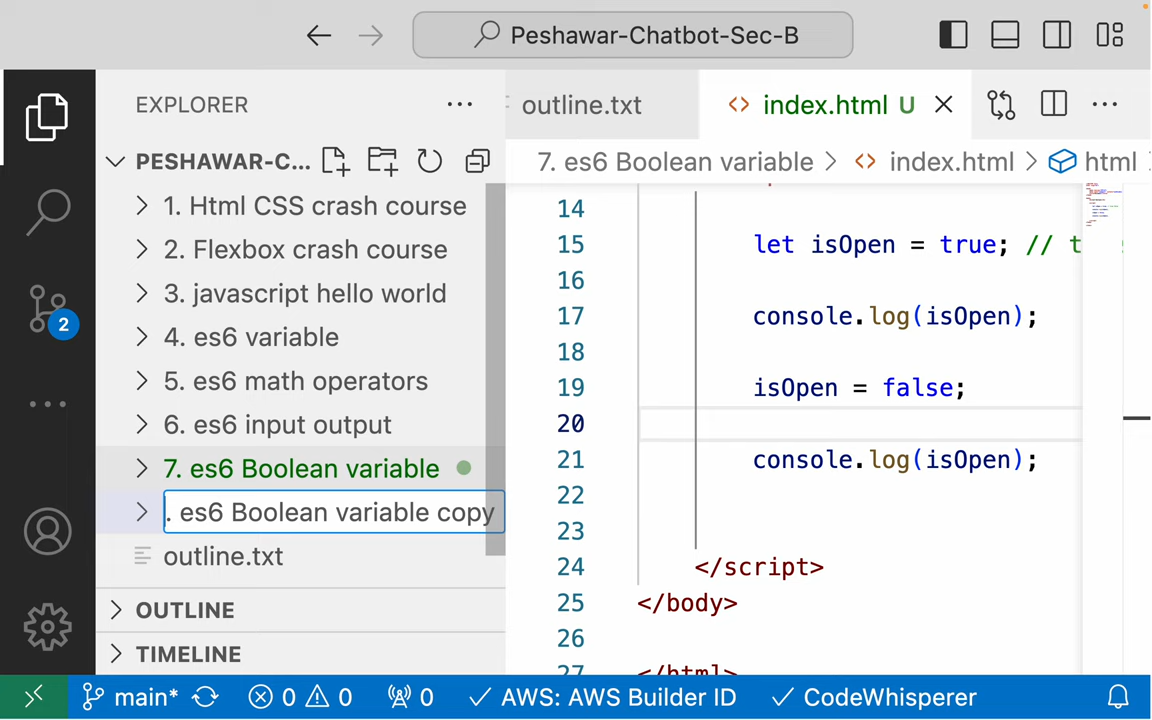 Peshawar-Chatbot-Sec-B
EXPLORER
PESHAWAR-C...
1. Html CSS crash course
2. Flexbox crash course
3. javascript hello world
4. es6 variable
5. es6 math operators
6. es6 input output
7. es6 Boolean variable
. es6 Boolean variable copy
outline.txt
OUTLINE
TIMELINE
outline.txt
index.html U
7. es6 Boolean variable > index.html > html
14
15 let isOpen = true; // t
16
17 console.log(isOpen);
18
19 isOpen = false;
20
21 console.log(isOpen);
22
23
24 </script>
25 </body>
26
27 </html>
2
main* 0 0 0 AWS: AWS Builder ID CodeWhisperer